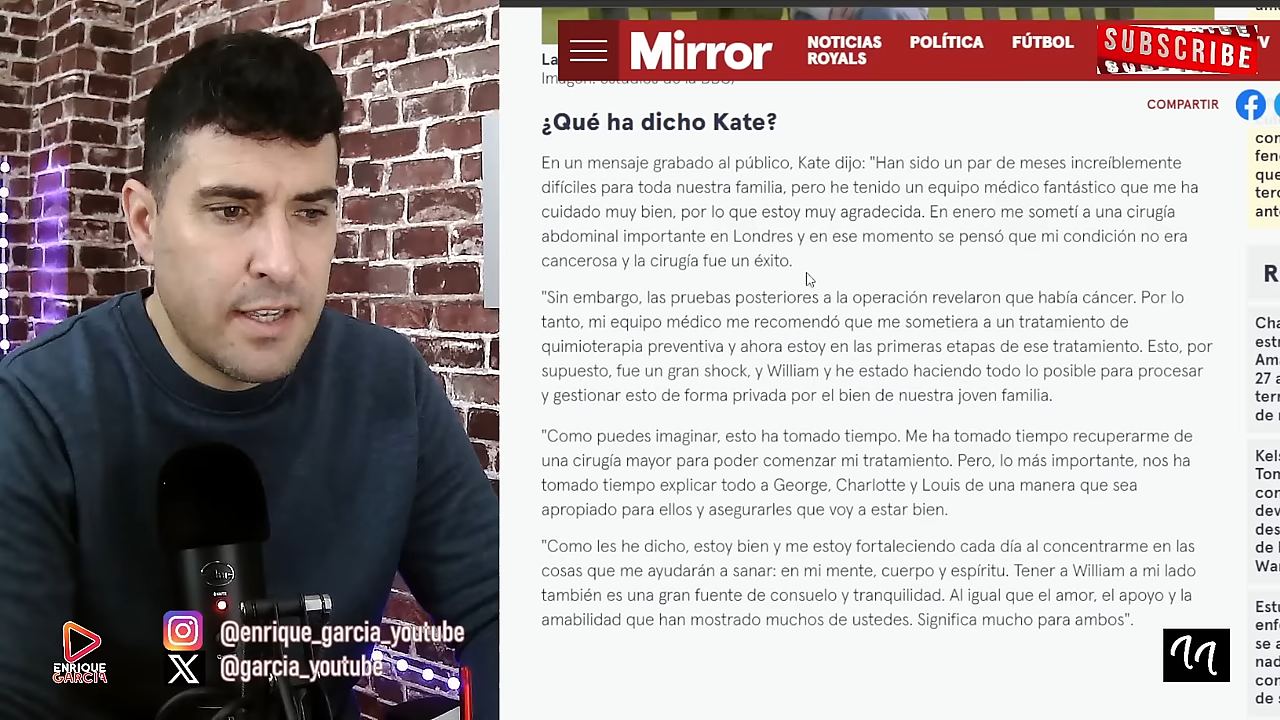 Mirror
NOTICIAS
POLÍTICA
FÚTBOL
ROYALS
SUBSCRIBE
COMPARTIR
¿Qué ha dicho Kate?
En un mensaje grabado al público, Kate dijo: "Han sido un par de meses increíblemente
difíciles para toda nuestra familia, pero he tenido un equipo médico fantástico que me ha
cuidado muy bien, por lo que estoy muy agradecida. En enero me sometí a una cirugía
abdominal importante en Londres y en ese momento se pensó que mi condición no era
cancerosa y la cirugía fue un éxito.
"Sin embargo, las pruebas posteriores a la operación revelaron que había cáncer. Por lo
tanto, mi equipo médico me recomendó que me sometiera a un tratamiento de
quimioterapia preventiva y ahora estoy en las primeras etapas de ese tratamiento. Esto, por
supuesto, fue un gran shock, y William y he estado haciendo todo lo posible para procesar
y gestionar esto de forma privada por el bien de nuestra joven familia.
"Como puedes imaginar, esto ha tomado tiempo. Me ha tomado tiempo recuperarme de
una cirugía mayor para poder comenzar mi tratamiento. Pero, lo más importante, nos ha
tomado tiempo explicar todo a George, Charlotte y Louis de una manera que sea
apropiado para ellos y asegurarles que voy a estar bien.
"Como les he dicho, estoy bien y me estoy fortaleciendo cada día al concentrarme en las
cosas que me ayudarán a sanar: en mi mente, cuerpo y espíritu. Tener a William a mi lado
también es una gran fuente de consuelo y tranquilidad. Al igual que el amor, el apoyo y la
amabilidad que han mostrado muchos de ustedes. Significa mucho para ambos".
ENRIQUE
GARCIA
@enrique_garcia_youtube
@garcia_youtube